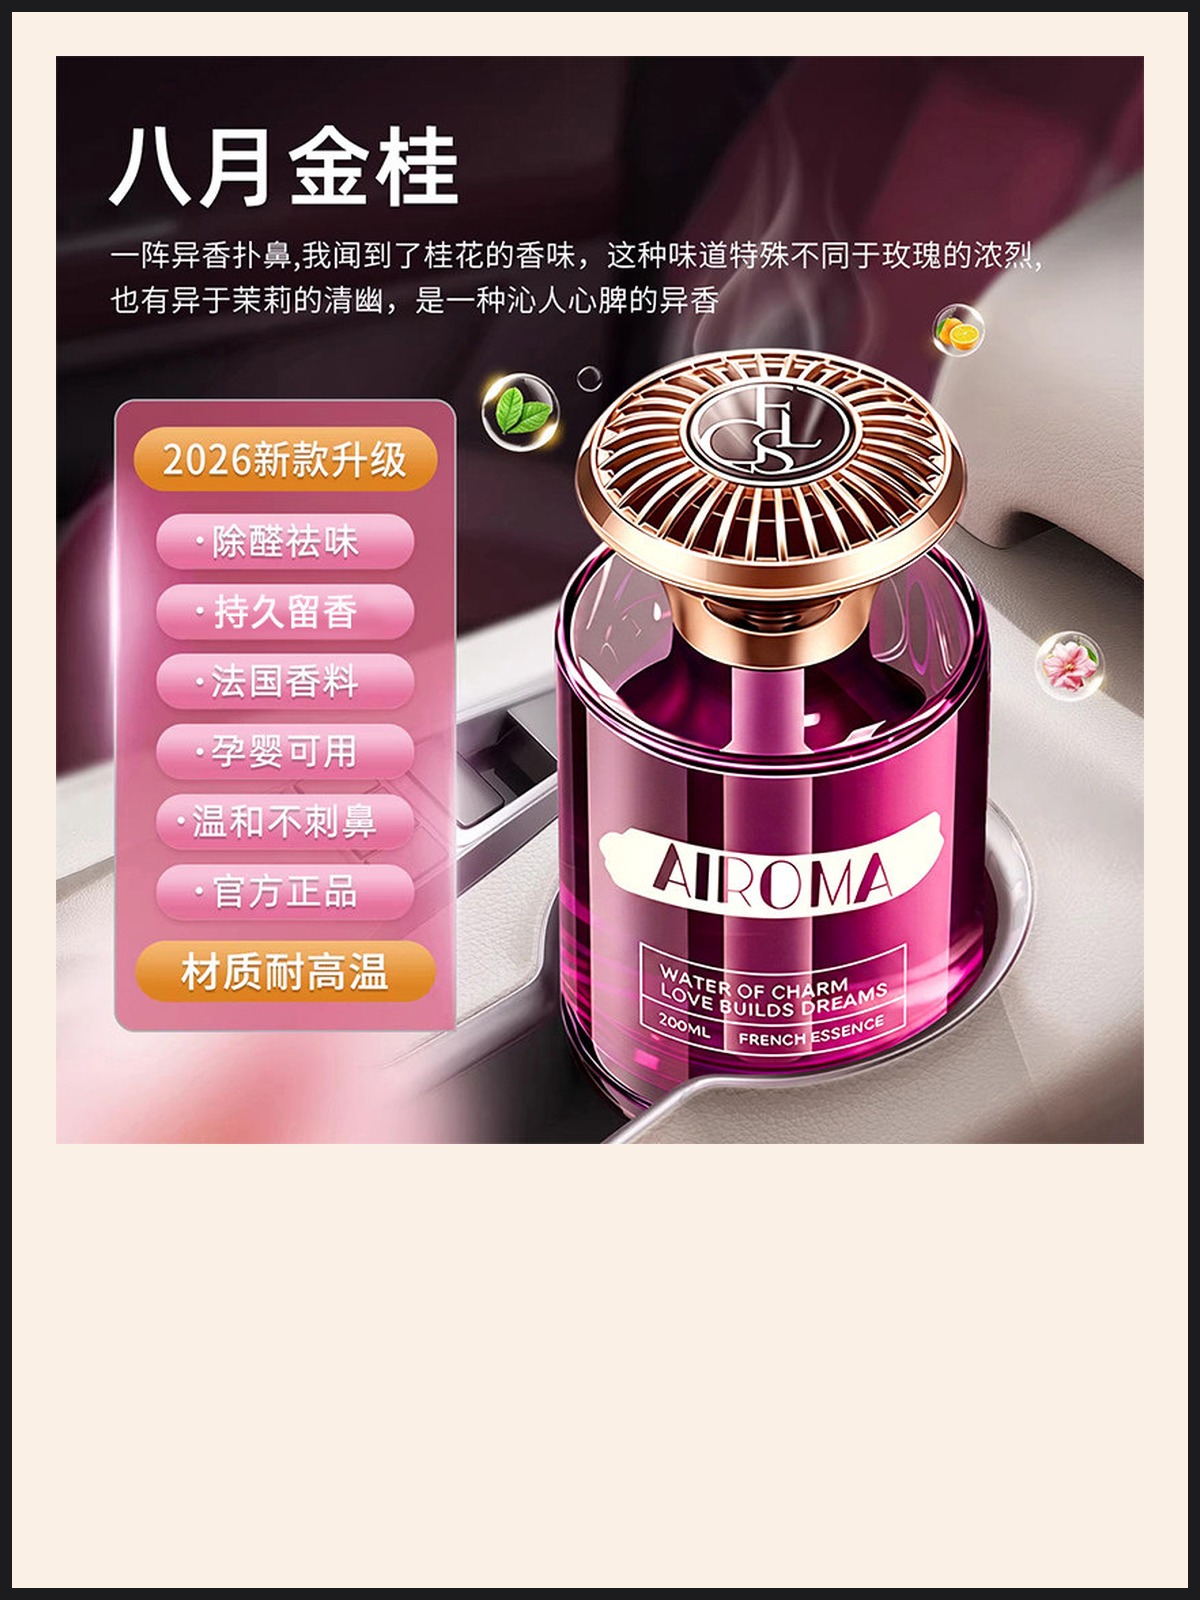 八月金桂
一阵异香扑鼻,我闻到了桂花的香味，这种味道特殊不同于玫瑰的浓烈,
也有异于茉莉的清幽，是一种沁人心脾的异香
2026新款升级
·除醛祛味
·持久留香
·法国香料
·孕婴可用
·温和不刺鼻
·官方正品
材质耐高温
AIROMA
WATER OF CHARM
LOVE BUILDS DREAMS
200ML FRENCH ESSENCE